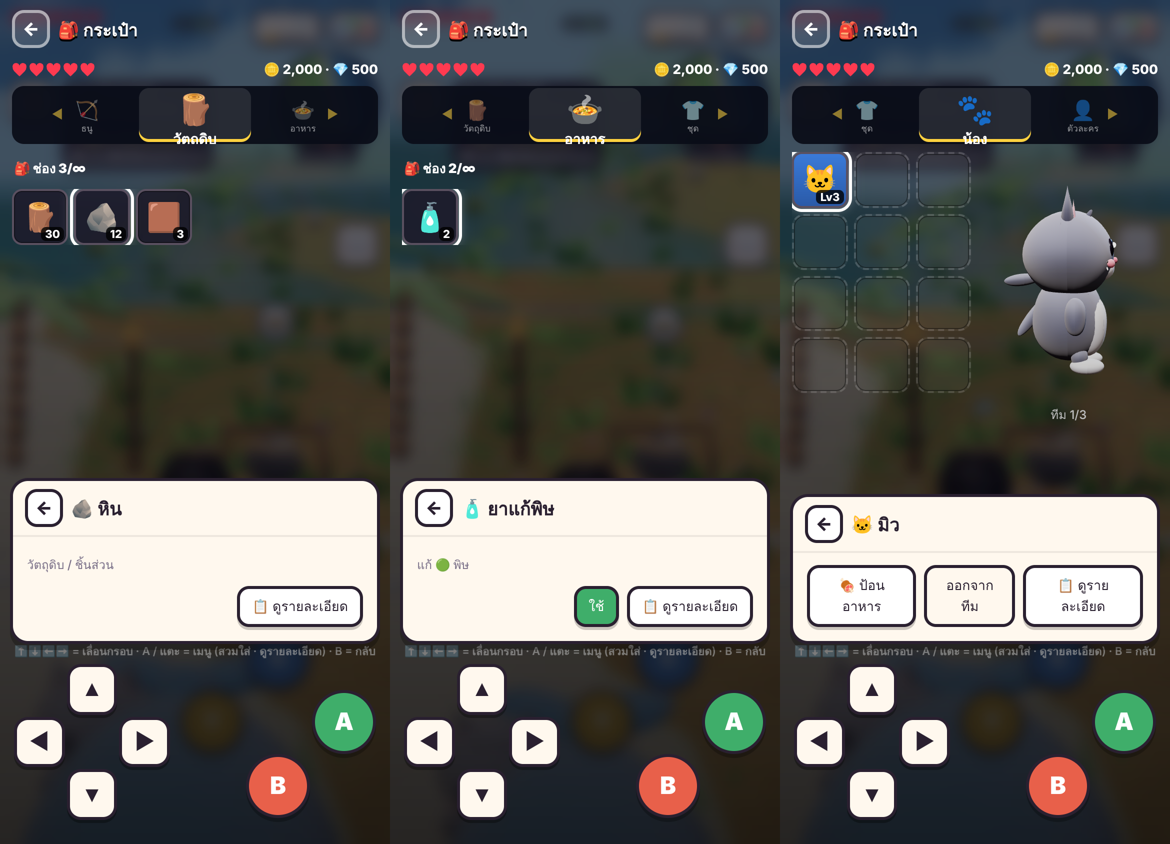 🎒 กระเป๋า
🪙 2,000 · 💎 500
◀ ธนู
วัตถุดิบ
อาหาร ▶
🎒 ช่อง 3/∞
30
12
3
หิน
วัตถุดิบ / ชิ้นส่วน
📋 ดูรายละเอียด
⬆️⬇️⬅️➡️ = เลื่อนกรอบ · A / แตะ = เมนู (สวมใส่ · ดูรายละเอียด) · B = กลับ
▲
◀ ▶
▼
A
B
🎒 กระเป๋า
🪙 2,000 · 💎 500
◀ วัตถุดิบ
อาหาร
ชุด ▶
🎒 ช่อง 2/∞
2
ยาแก้พิษ
แก้ 🟢 พิษ
ใช้
📋 ดูรายละเอียด
⬆️⬇️⬅️➡️ = เลื่อนกรอบ · A / แตะ = เมนู (สวมใส่ · ดูรายละเอียด) · B = กลับ
▲
◀ ▶
▼
A
B
🎒 กระเป๋า
🪙 2,000 · 💎 500
◀ ชุด
น้อง
ตัวละคร ▶
Lv3
ทีม 1/3
มิว
🍖 ป้อน
อาหาร
ออกจาก
ทีม
📋 ดูราย
ละเอียด
⬆️⬇️⬅️➡️ = เลื่อนกรอบ · A / แตะ = เมนู (สวมใส่ · ดูรายละเอียด) · B = กลับ
▲
◀ ▶
▼
A
B